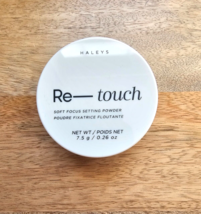 HALEYS
Re—touch
SOFT FOCUS SETTING POWDER
POUDRE FIXATRICE FLOUTANTE
NET WT / POIDS NET
7.5 g / 0.26 oz